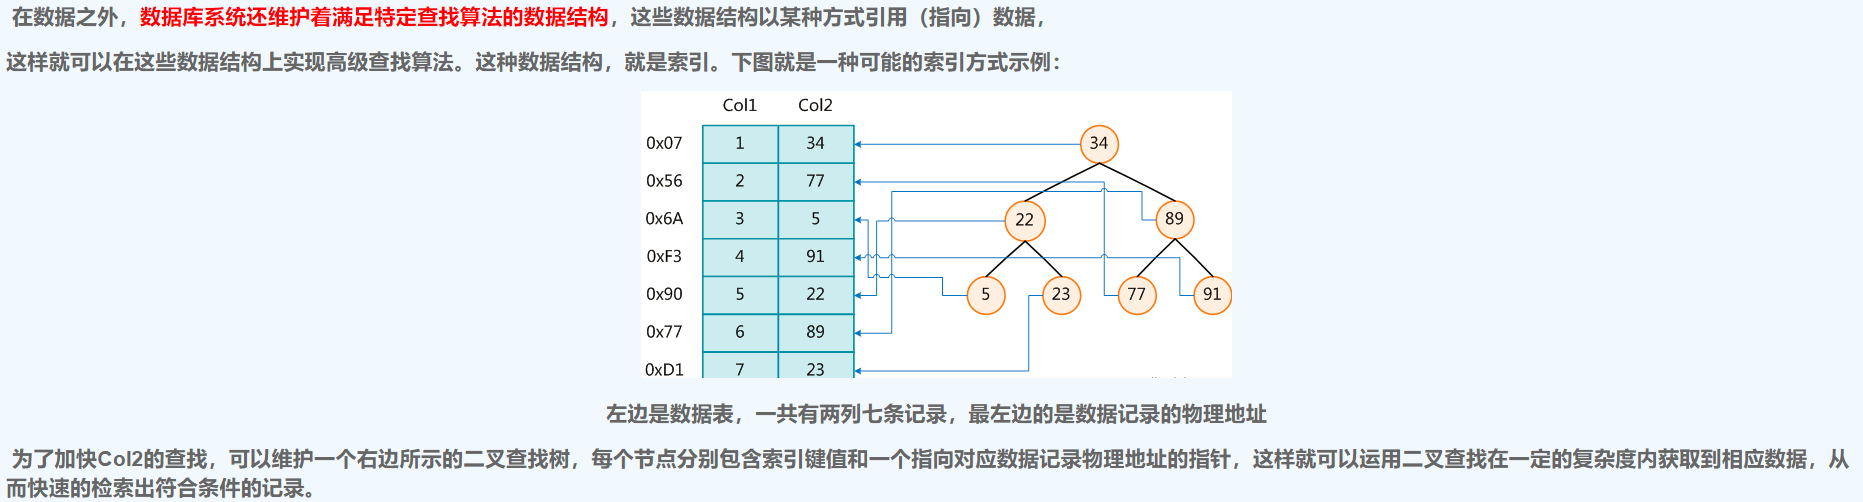 在数据之外，数据库系统还维护着满足特定查找算法的数据结构，这些数据结构以某种方式引用（指向）数据，
这样就可以在这些数据结构上实现高级查找算法。这种数据结构，就是索引。下图就是一种可能的索引方式示例：
Col1 Col2
0x07 1 34 34
0x56 2 77
0x6A 3 5 22 89
0xF3 4 91
0x90 5 22 5 23 77 91
0x77 6 89
0xD1 7 23
左边是数据表，一共有两列七条记录，最左边的是数据记录的物理地址
为了加快Col2的查找，可以维护一个右边所示的二叉查找树，每个节点分别包含索引键值和一个指向对应数据记录物理地址的指针，这样就可以运用二叉查找在一定的复杂度内获取到相应数据，从
而快速的检索出符合条件的记录。